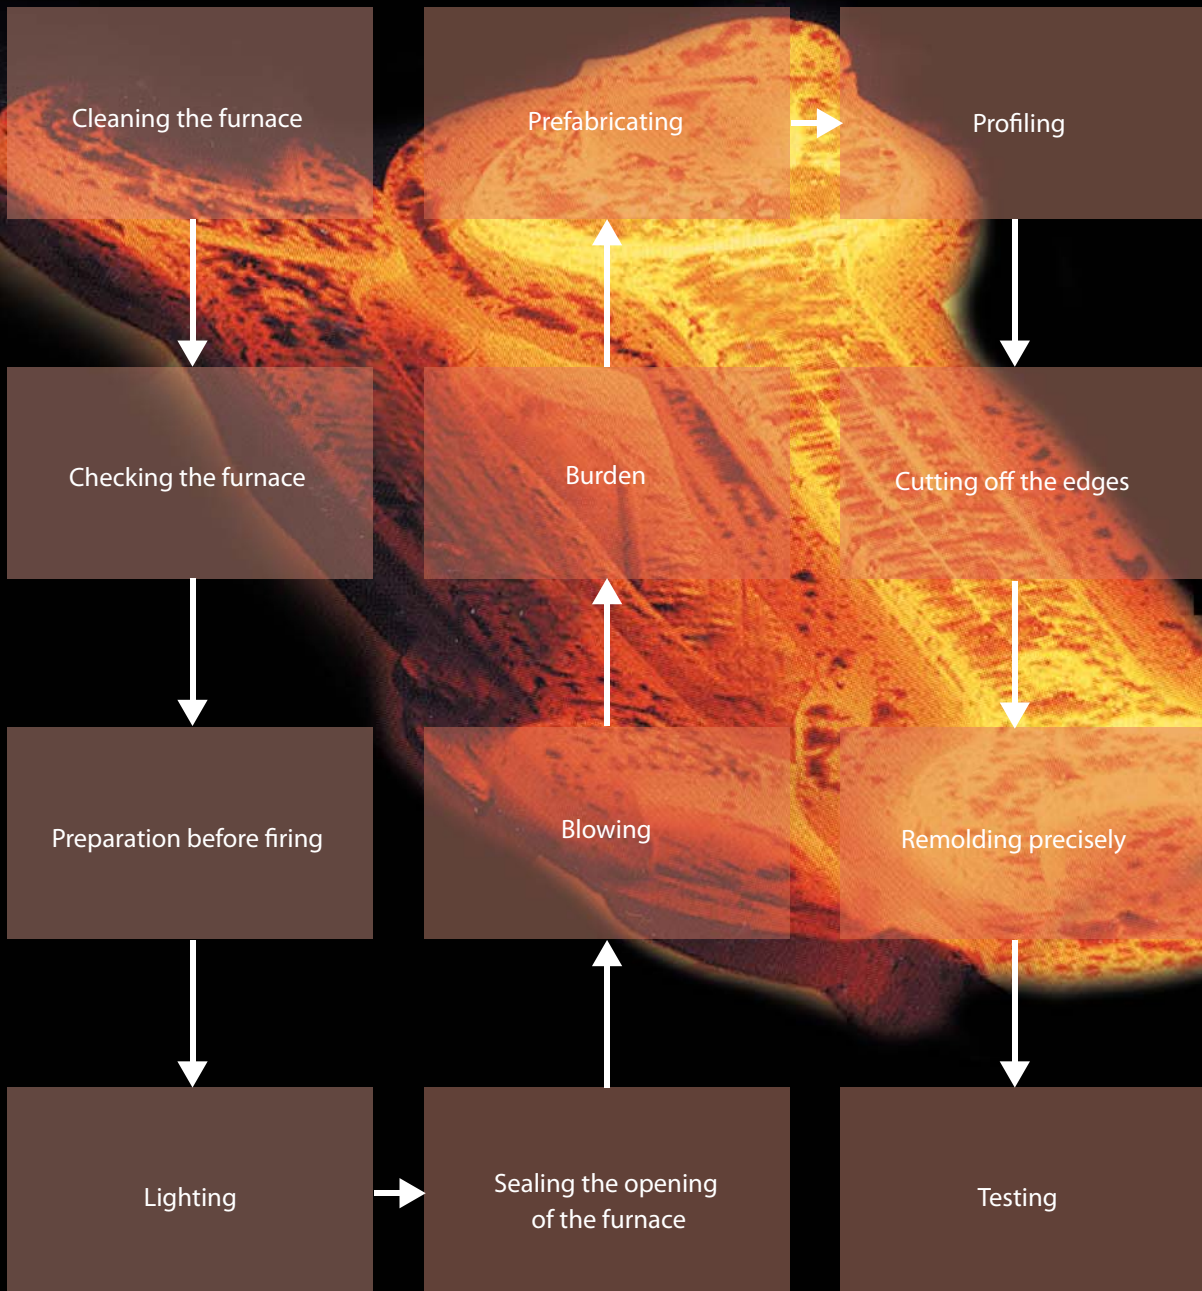 Cleaning the furnace
Checking the furnace
Preparation before firing
Lighting
Sealing the opening
of the furnace
Blowing
Burden
Prefabricating
Profiling
Cutting off the edges
Remolding precisely
Testing